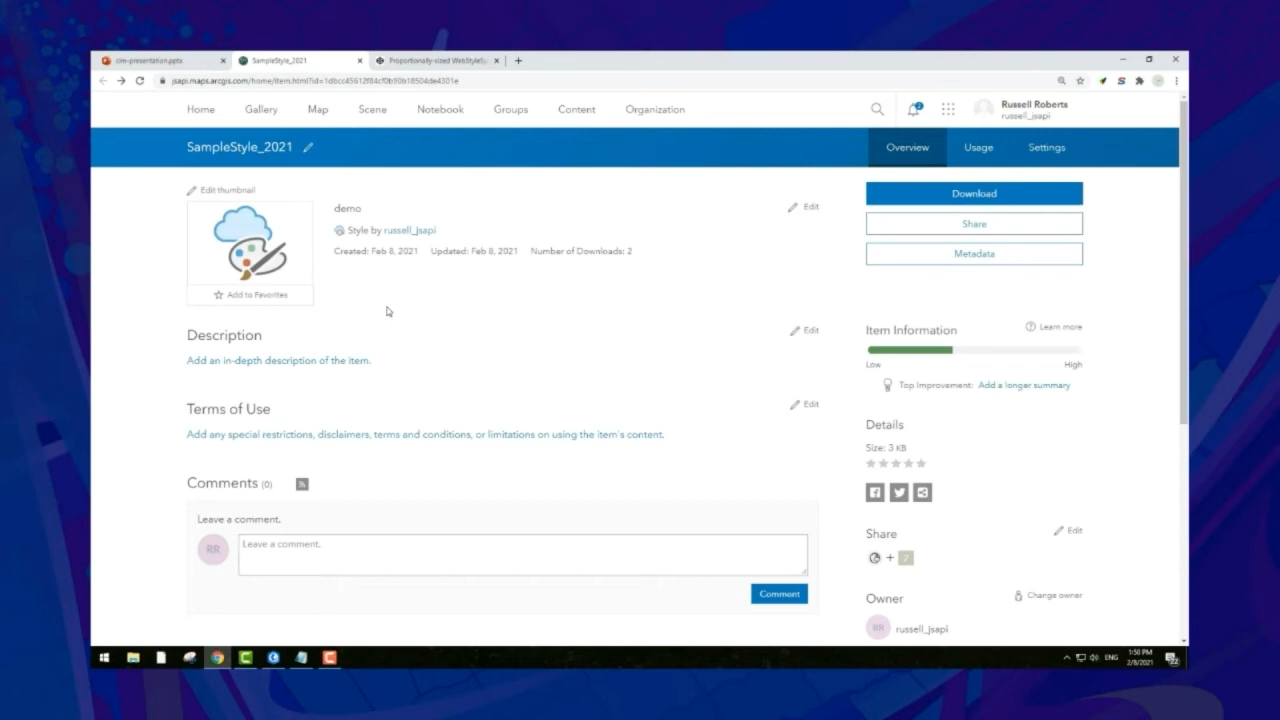 cim-presentation.pptx
SampleStyle_2021
Proportionally-sized WebStyleSy
jsapi.maps.arcgis.com/home/item.html?id=1dbcc45612f84cf0b90b18504de4301e
Home Gallery Map Scene Notebook Groups Content Organization
2
Russell Roberts
russell_jsapi
SampleStyle_2021
Overview Usage Settings
Edit thumbnail
demo
Edit
Style by russell_jsapi
Created: Feb 8, 2021 Updated: Feb 8, 2021 Number of Downloads: 2
Add to Favorites
Download
Share
Metadata
Description
Edit
Add an in-depth description of the item.
Terms of Use
Edit
Add any special restrictions, disclaimers, terms and conditions, or limitations on using the item's content.
Comments (0)
Leave a comment.
RR
Leave a comment.
Comment
Item Information
Learn more
Low High
Top Improvement: Add a longer summary
Details
Size: 3 KB
Share
Edit
+ 7
Owner
Change owner
RR russell_jsapi
ENG
1:50 PM
2/8/2021
22